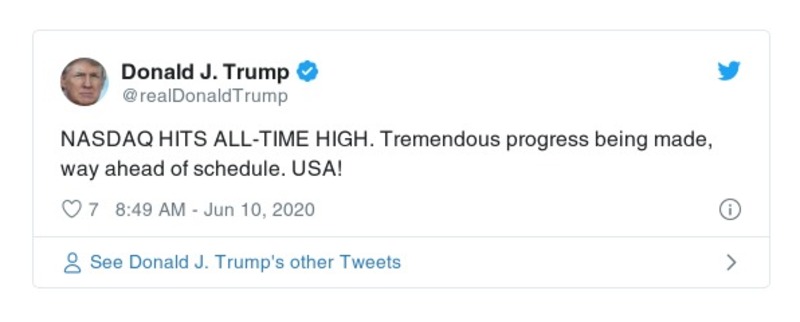 Donald J. Trump
@realDonaldTrump
NASDAQ HITS ALL-TIME HIGH. Tremendous progress being made,
way ahead of schedule. USA!
7 8:49 AM - Jun 10, 2020
See Donald J. Trump's other Tweets